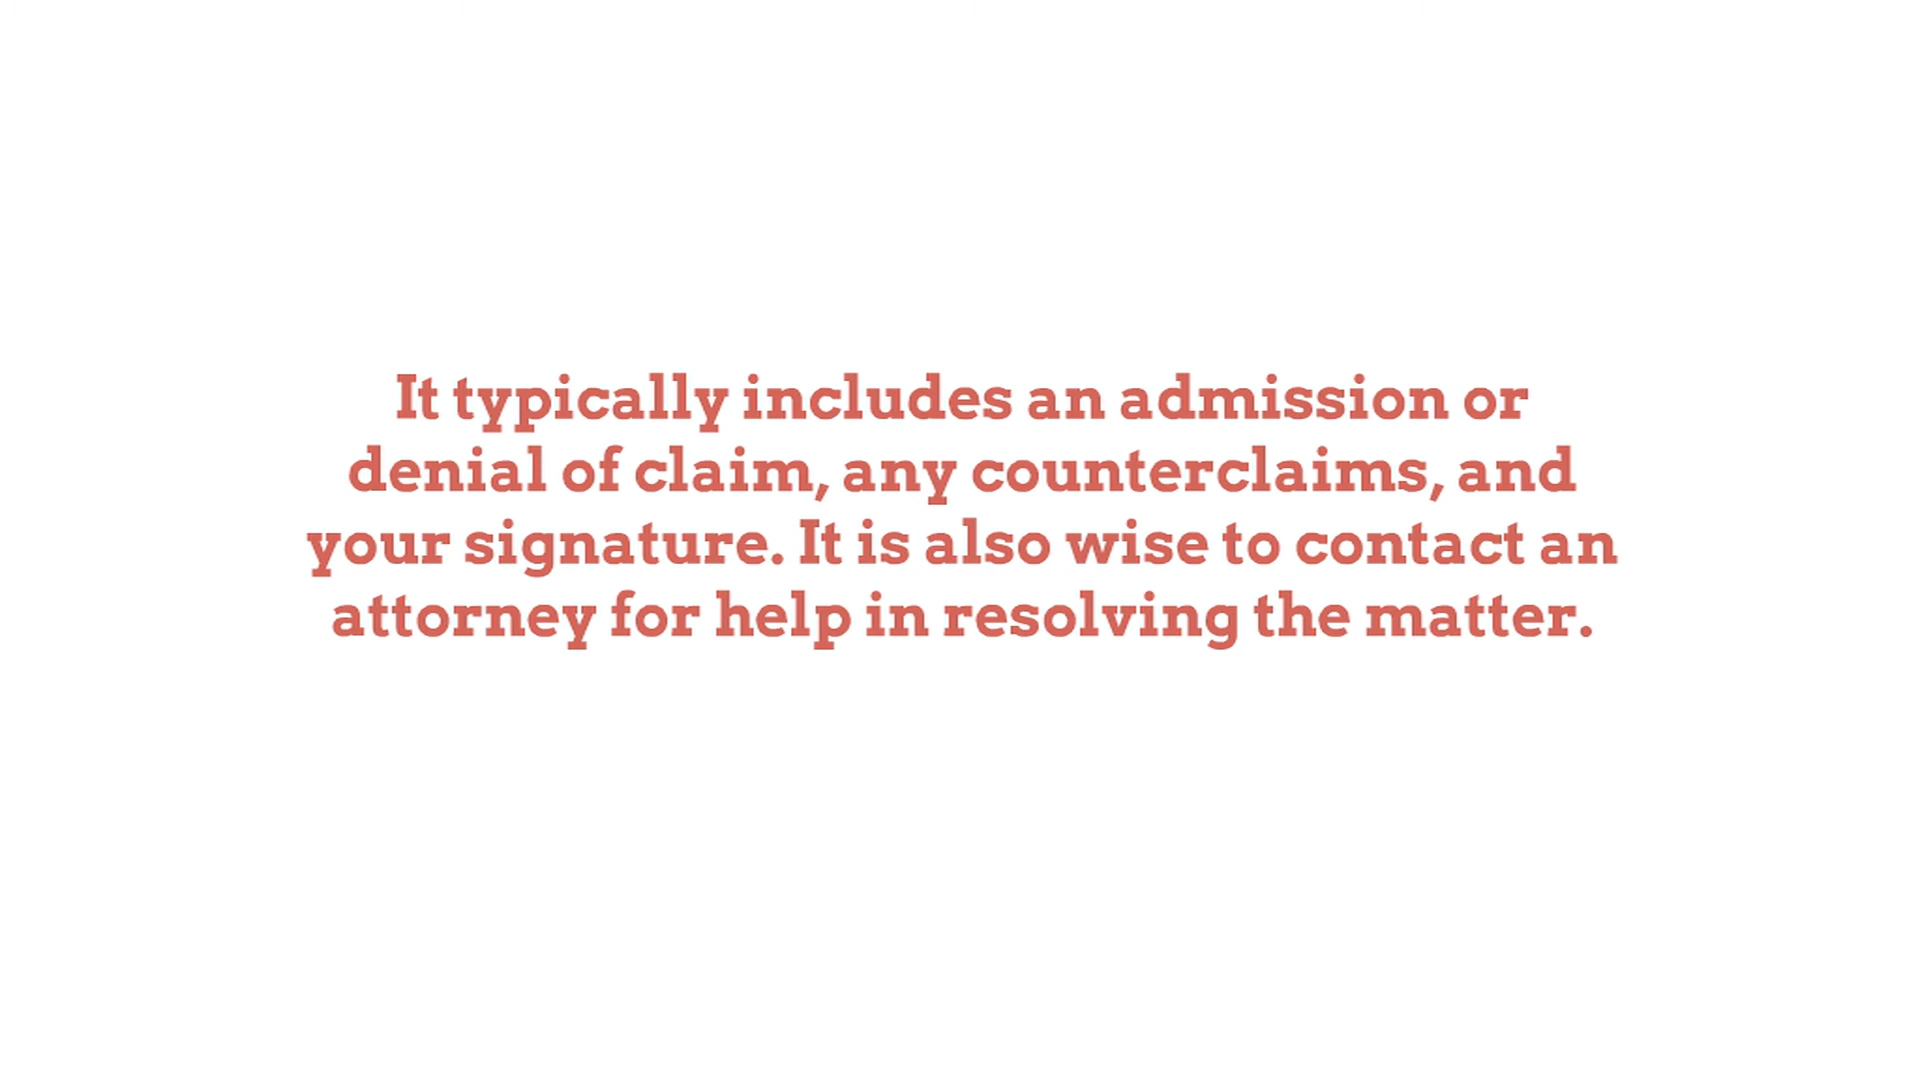 It typically includes an admission or
denial of claim, any counterclaims, and
your signature. It is also wise to contact an
attorney for help in resolving the matter.